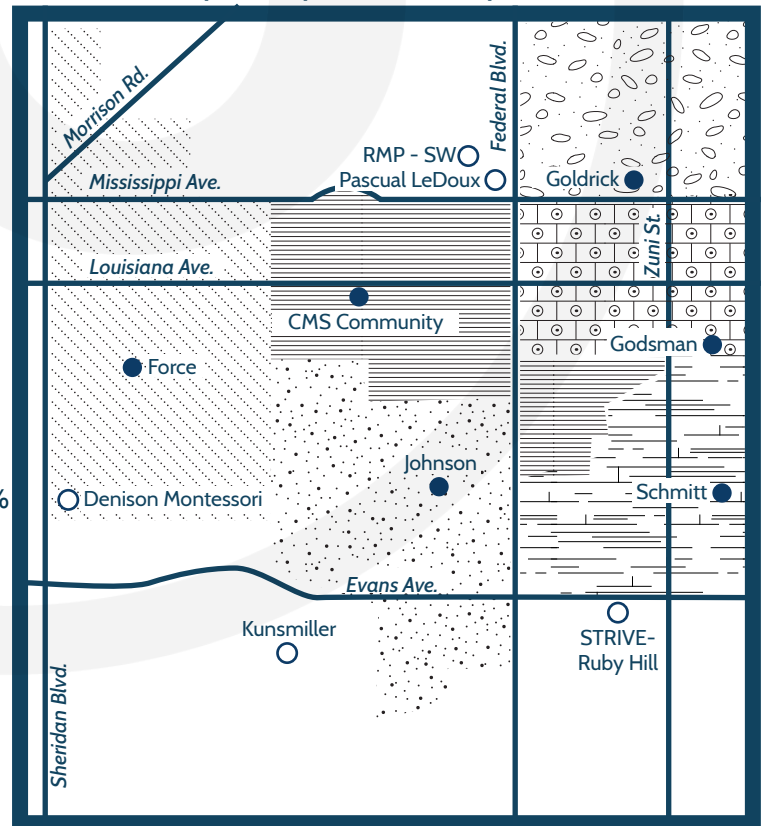 Federal Blvd.
Morrison Rd.
RMP - SW
Mississippi Ave.
Pascual LeDoux
Goldrick
Zuni St.
Louisiana Ave.
CMS Community
Godsman
Force
Johnson
%
Denison Montessori
Schmitt
Evans Ave.
Kunsmiller
STRIVE-
Ruby Hill
Sheridan Blvd.